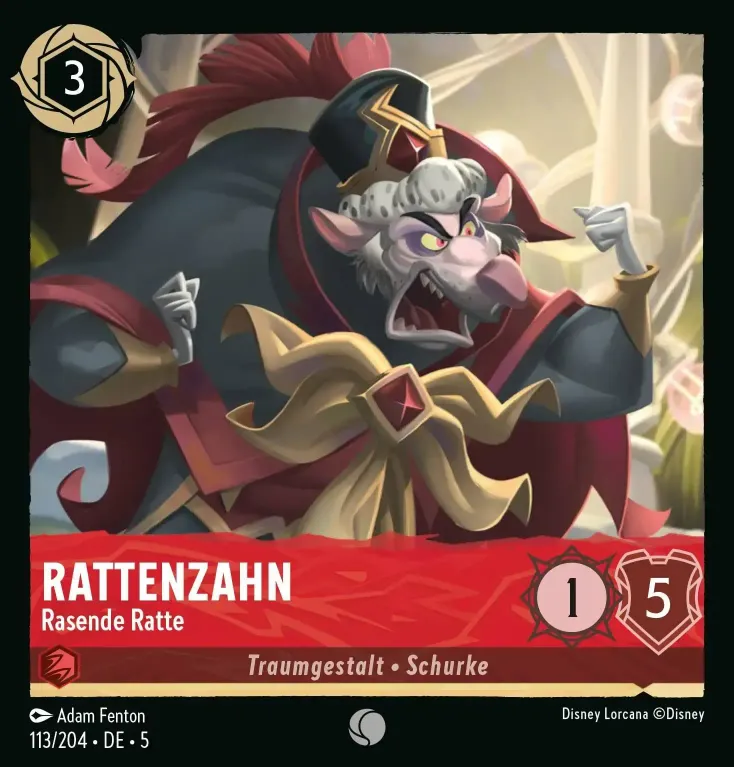 3
RATTENZAHN
Rasende Ratte
1
5
Traumgestalt • Schurke
Adam Fenton
Disney Lorcana ©Disney
113/204 • DE • 5